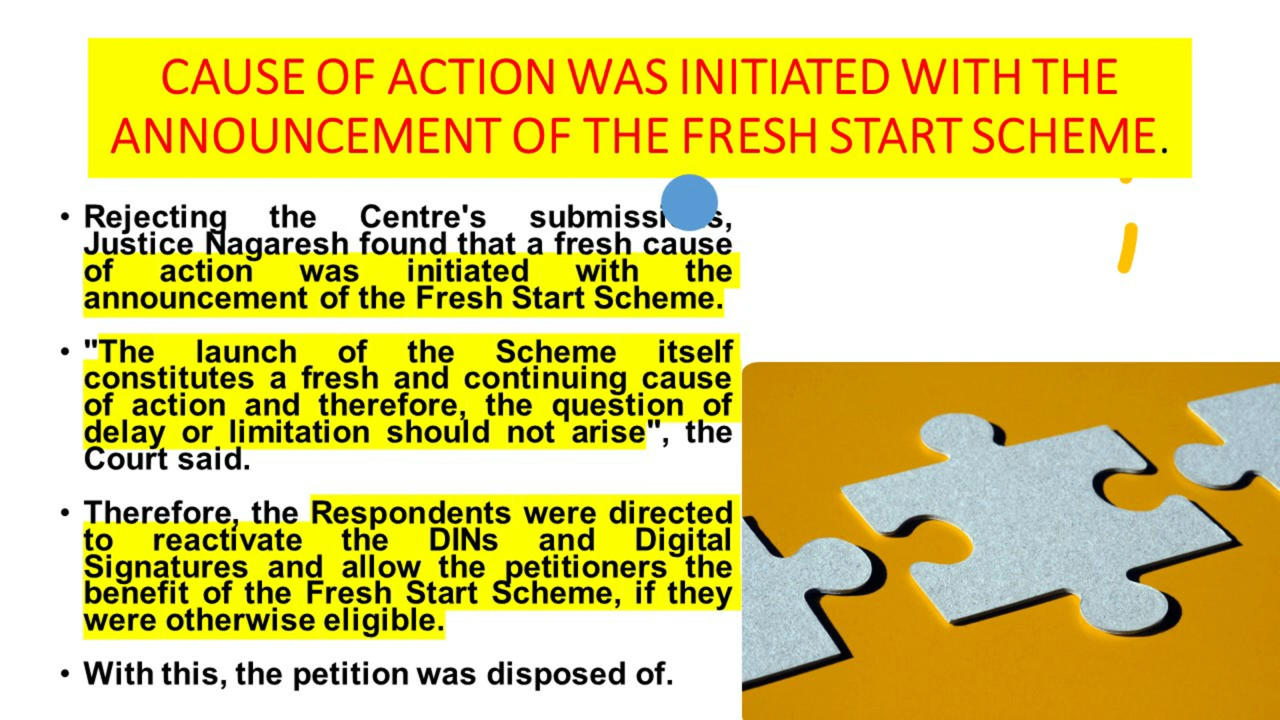 CAUSE OF ACTION WAS INITIATED WITH THE
ANNOUNCEMENT OF THE FRESH START SCHEME.
• Rejecting the Centre's
Justice Nagaresh found that a fresh cause
of action was initiated with the
announcement of the Fresh Start Scheme.
• "The launch of the Scheme itself
constitutes a fresh and continuing cause
of action and therefore, the question of
delay or limitation should not arise", the
Court said.
• Therefore, the Respondents were directed
to reactivate the DINs and Digital
Signatures and allow the petitioners the
benefit of the Fresh Start Scheme, if they
were otherwise eligible.
• With this, the petition was disposed of.